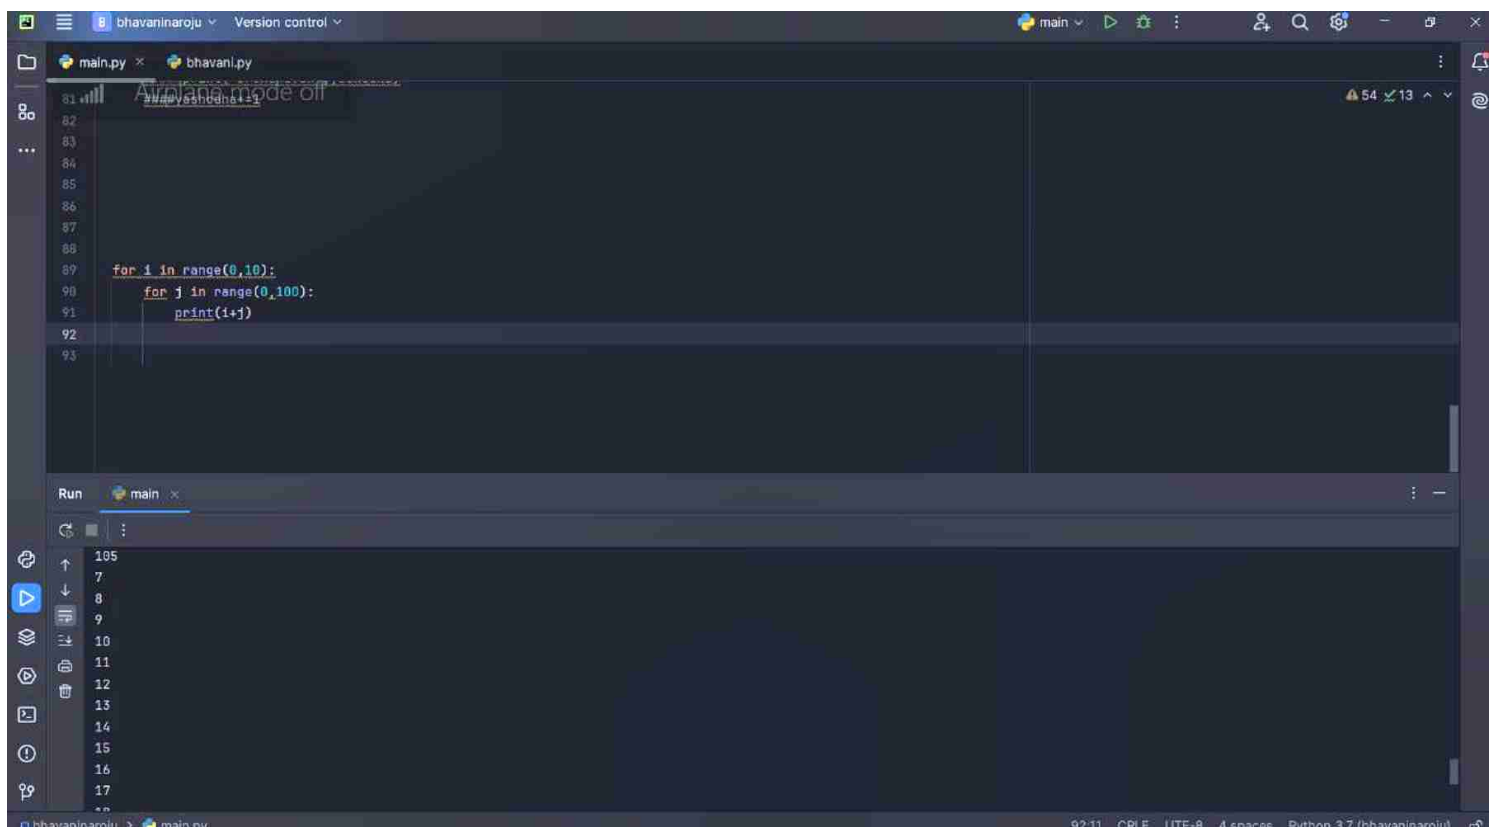 B bhavaninaroju Version control main
main.py × bhavani.py
Airplane mode off
81 ####yashodha+=1 54 13
82
83
84
85
86
87
88
89 for i in range(0,10):
90 for j in range(0,100):
91 print(i+j)
92
93
Run main ×
105
7
8
9
10
11
12
13
14
15
16
17
18
bhavaninaroju > main.py 92:11 CRLF UTF-8 4 spaces Python 3.7 (bhavaninaroju)